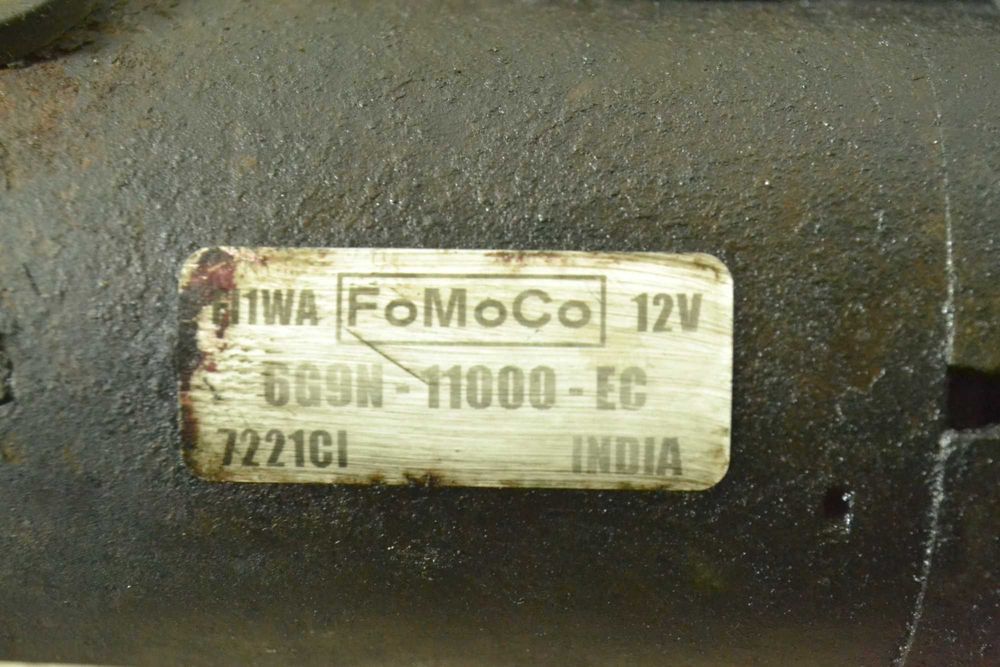 FoMoCo 12V
6G9N - 11000 - EC
7221CI INDIA